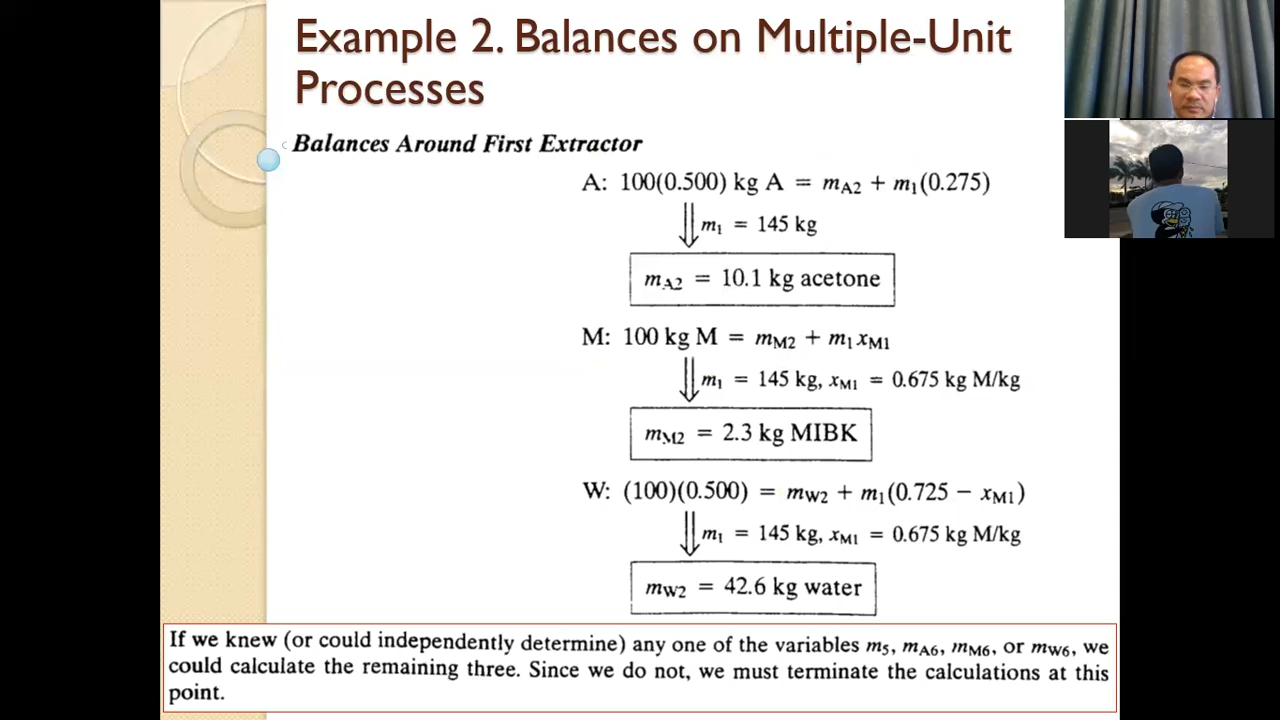 Example 2. Balances on Multiple-Unit
Processes
Balances Around First Extractor
A: 100(0.500) kg A = mA2 + m1(0.275)
m1 = 145 kg
mA2 = 10.1 kg acetone
M: 100 kg M = mM2 + m1xM1
m1 = 145 kg, xM1 = 0.675 kg M/kg
mM2 = 2.3 kg MIBK
W: (100)(0.500) = mW2 + m1(0.725 − xM1)
m1 = 145 kg, xM1 = 0.675 kg M/kg
mW2 = 42.6 kg water
If we knew (or could independently determine) any one of the variables m5, mA6, mM6, or mW6, we
could calculate the remaining three. Since we do not, we must terminate the calculations at this
point.